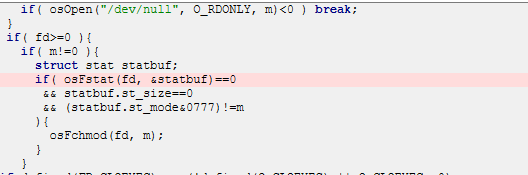 if( osOpen("/dev/null", O_RDONLY, m)<0 ) break;
}
if( fd>=0 ){
if( m!=0 ){
struct stat statbuf;
if( osFstat(fd, &statbuf)==0
&& statbuf.st_size==0
&& (statbuf.st_mode&0777)!=m
){
osFchmod(fd, m);
}
}